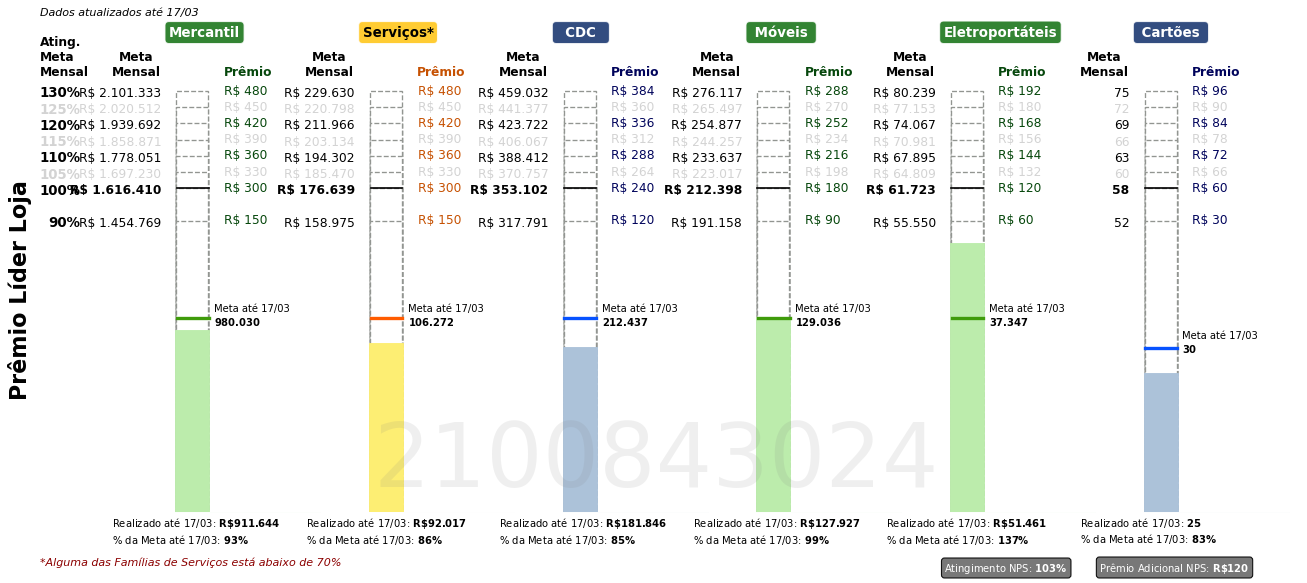 Dados atualizados até 17/03
Mercantil Serviços* CDC Móveis Eletroportáteis Cartões
Ating. Meta Mensal Meta Mensal Prêmio Meta Mensal Prêmio Meta Mensal Prêmio Meta Mensal Prêmio Meta Mensal Prêmio Meta Mensal Prêmio
130% R$ 2.101.333 R$ 480 R$ 229.630 R$ 480 R$ 459.032 R$ 384 R$ 276.117 R$ 288 R$ 80.239 R$ 192 75 R$ 96
125% R$ 2.020.512 R$ 450 R$ 220.798 R$ 450 R$ 441.377 R$ 360 R$ 265.497 R$ 270 R$ 77.153 R$ 180 72 R$ 90
120% R$ 1.939.692 R$ 420 R$ 211.966 R$ 420 R$ 423.722 R$ 336 R$ 254.877 R$ 252 R$ 74.067 R$ 168 69 R$ 84
115% R$ 1.858.871 R$ 390 R$ 203.134 R$ 390 R$ 406.067 R$ 312 R$ 244.257 R$ 234 R$ 70.981 R$ 156 66 R$ 78
110% R$ 1.778.051 R$ 360 R$ 194.302 R$ 360 R$ 388.412 R$ 288 R$ 233.637 R$ 216 R$ 67.895 R$ 144 63 R$ 72
105% R$ 1.697.230 R$ 330 R$ 185.470 R$ 330 R$ 370.757 R$ 264 R$ 223.017 R$ 198 R$ 64.809 R$ 132 60 R$ 66
100% R$ 1.616.410 R$ 300 R$ 176.639 R$ 300 R$ 353.102 R$ 240 R$ 212.398 R$ 180 R$ 61.723 R$ 120 58 R$ 60
90% R$ 1.454.769 R$ 150 R$ 158.975 R$ 150 R$ 317.791 R$ 120 R$ 191.158 R$ 90 R$ 55.550 R$ 60 52 R$ 30
Prêmio Líder Loja
Meta até 17/03 Meta até 17/03 Meta até 17/03 Meta até 17/03 Meta até 17/03
980.030 106.272 212.437 129.036 37.347
Meta até 17/03
30
2100843024
Realizado até 17/03: R$911.644 Realizado até 17/03: R$92.017 Realizado até 17/03: R$181.846 Realizado até 17/03: R$127.927 Realizado até 17/03: R$51.461 Realizado até 17/03: 25
% da Meta até 17/03: 93% % da Meta até 17/03: 86% % da Meta até 17/03: 85% % da Meta até 17/03: 99% % da Meta até 17/03: 137% % da Meta até 17/03: 83%
*Alguma das Famílias de Serviços está abaixo de 70%
Atingimento NPS: 103% Prêmio Adicional NPS: R$120